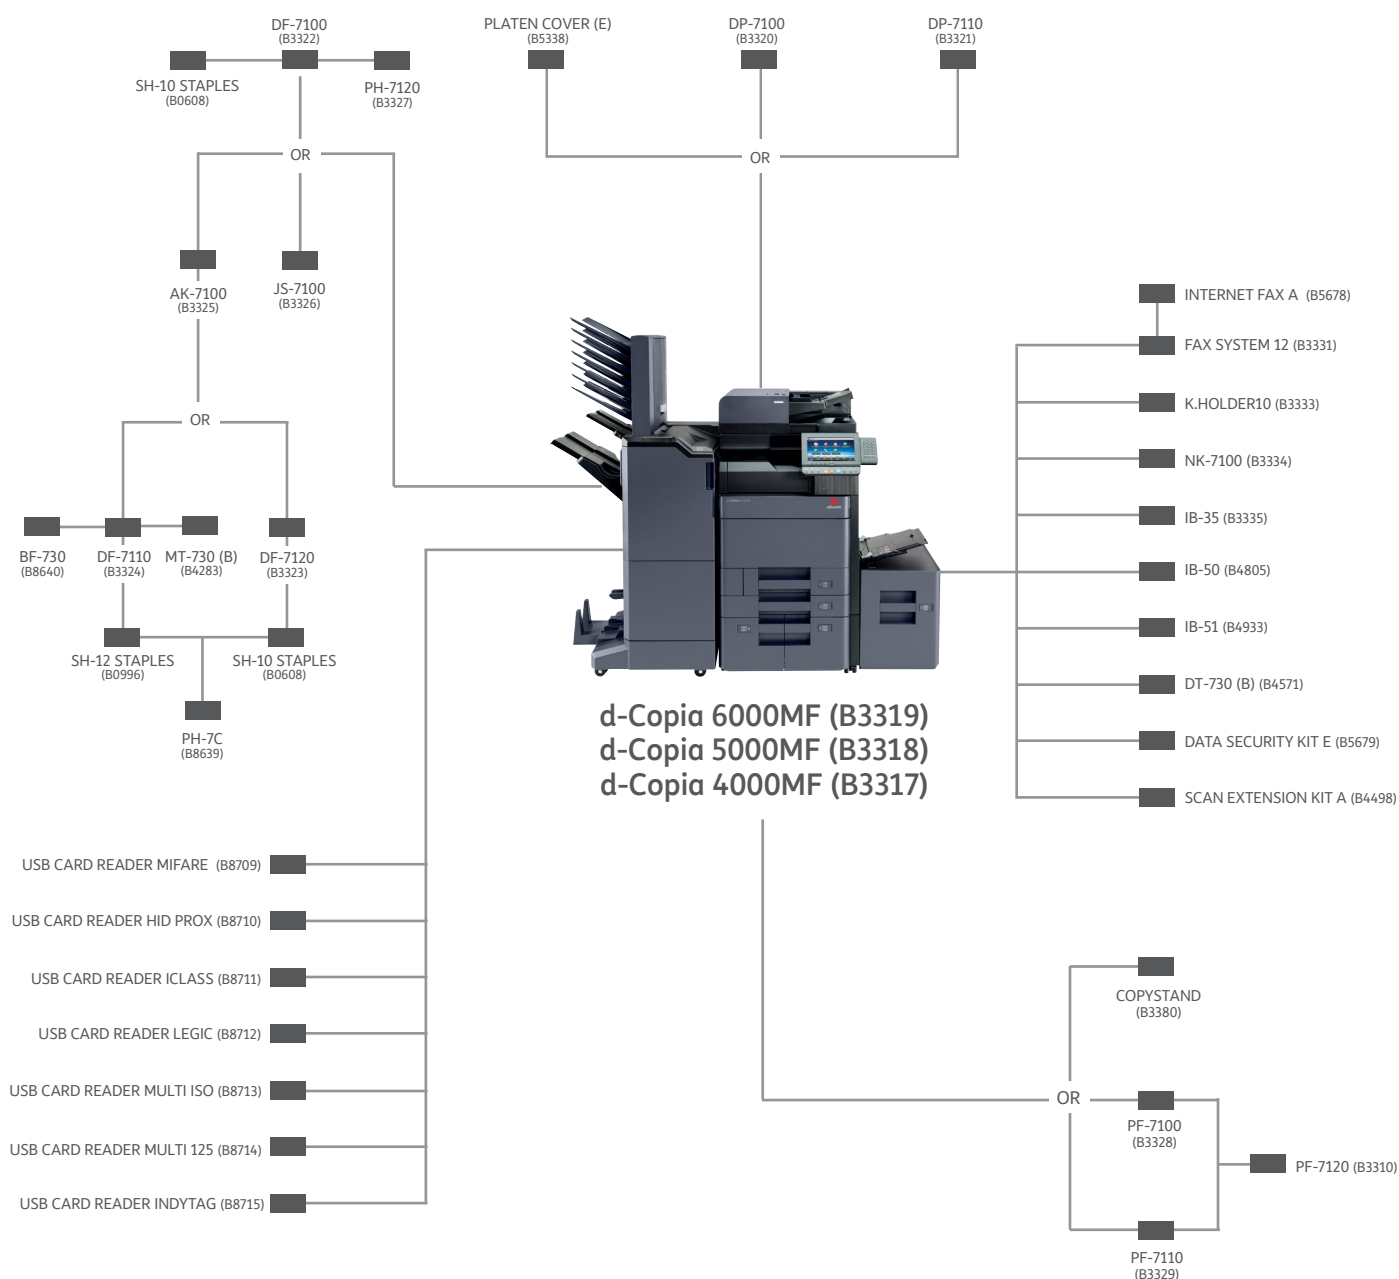 DF-7100
(B3322)
SH-10 STAPLES
(B0608)
PH-7120
(B3327)
PLATEN COVER (E)
(B5338)
DP-7100
(B3320)
DP-7110
(B3321)
OR
OR
AK-7100
(B3325)
JS-7100
(B3326)
OR
BF-730
(B8640)
DF-7110
(B3324)
MT-730 (B)
(B4283)
DF-7120
(B3323)
SH-12 STAPLES
(B0996)
SH-10 STAPLES
(B0608)
PH-7C
(B8639)
INTERNET FAX A (B5678)
FAX SYSTEM 12 (B3331)
K.HOLDER10 (B3333)
NK-7100 (B3334)
IB-35 (B3335)
IB-50 (B4805)
IB-51 (B4933)
DT-730 (B) (B4571)
DATA SECURITY KIT E (B5679)
SCAN EXTENSION KIT A (B4498)
olivetti
d-Copia 6000MF (B3319)
d-Copia 5000MF (B3318)
d-Copia 4000MF (B3317)
USB CARD READER MIFARE (B8709)
USB CARD READER HID PROX (B8710)
USB CARD READER ICLASS (B8711)
USB CARD READER LEGIC (B8712)
USB CARD READER MULTI ISO (B8713)
USB CARD READER MULTI 125 (B8714)
USB CARD READER INDYTAG (B8715)
COPYSTAND
(B3380)
OR
PF-7100
(B3328)
PF-7120 (B3310)
PF-7110
(B3329)